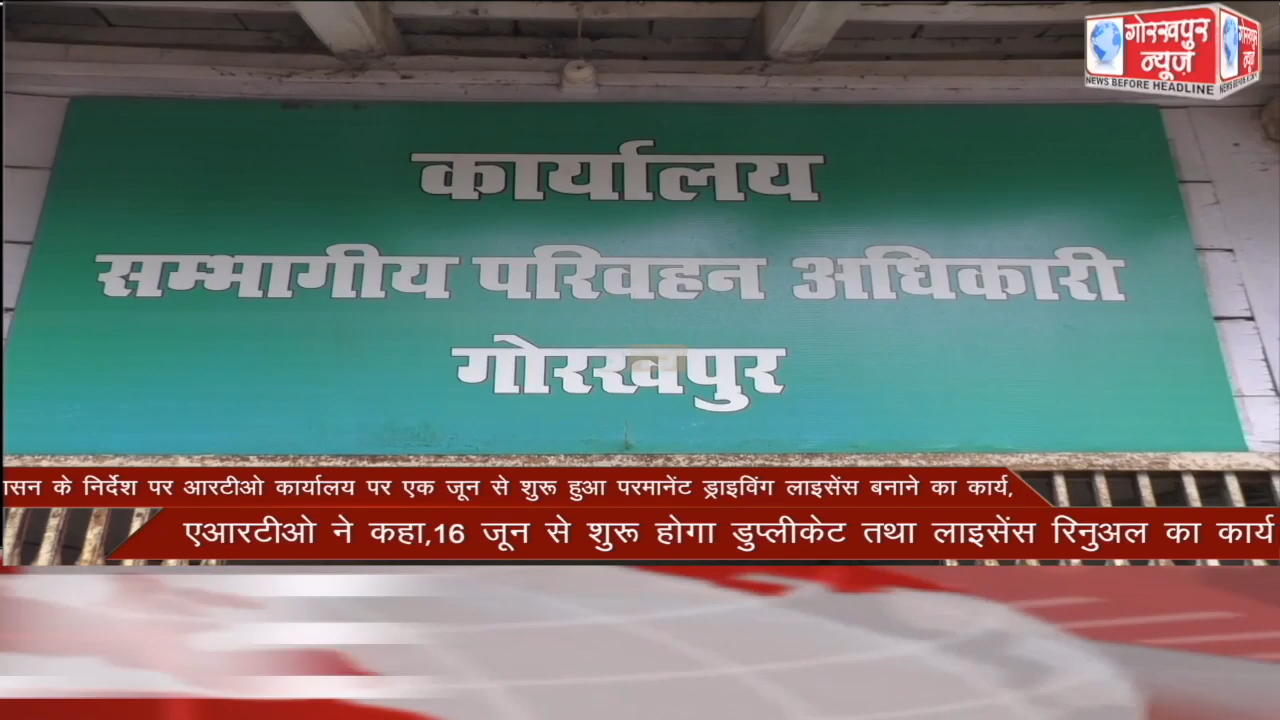 गोरखपुर
न्यूज़
NEWS BEFORE HEADLINE
कार्यालय
सम्भागीय परिवहन अधिकारी
गोरखपुर
के निर्देश पर आरटीओ कार्यालय पर एक जून से शुरू हुआ परमानेंट ड्राइविंग लाइसेंस बनाने का कार्य,
एआरटीओ ने कहा,16 जून से शुरू होगा डुप्लीकेट तथा लाइसेंस रिनुअल का कार्य